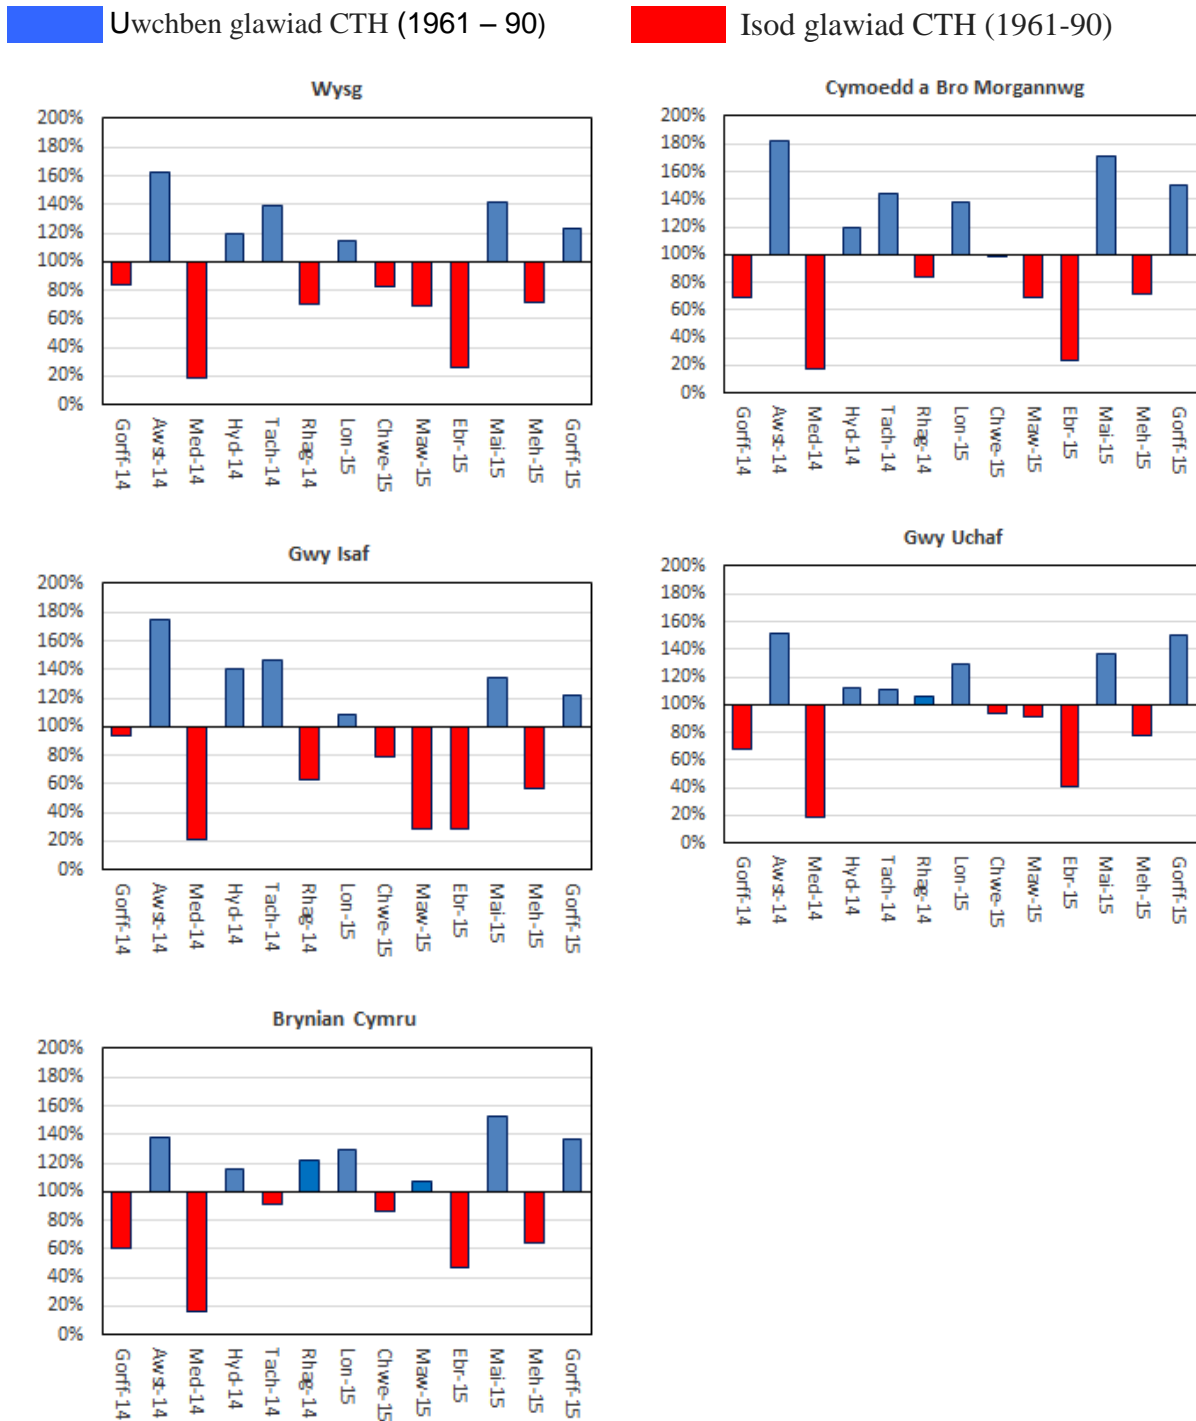 Uwchben glawiad CTH (1961 – 90)
Isod glawiad CTH (1961-90)
Wysg
200%
180%
160%
140%
120%
100%
80%
60%
40%
20%
0%
Gorff-14
Awst-14
Med-14
Hyd-14
Tach-14
Rhag-14
Ion-15
Chwe-15
Maw-15
Ebr-15
Mai-15
Meh-15
Gorff-15
Cymoedd a Bro Morgannwg
200%
180%
160%
140%
120%
100%
80%
60%
40%
20%
0%
Gorff-14
Awst-14
Med-14
Hyd-14
Tach-14
Rhag-14
Ion-15
Chwe-15
Maw-15
Ebr-15
Mai-15
Meh-15
Gorff-15
Gwy Isaf
200%
180%
160%
140%
120%
100%
80%
60%
40%
20%
0%
Gorff-14
Awst-14
Med-14
Hyd-14
Tach-14
Rhag-14
Ion-15
Chwe-15
Maw-15
Ebr-15
Mai-15
Meh-15
Gorff-15
Gwy Uchaf
200%
180%
160%
140%
120%
100%
80%
60%
40%
20%
0%
Gorff-14
Awst-14
Med-14
Hyd-14
Tach-14
Rhag-14
Ion-15
Chwe-15
Maw-15
Ebr-15
Mai-15
Meh-15
Gorff-15
Brynian Cymru
200%
180%
160%
140%
120%
100%
80%
60%
40%
20%
0%
Gorff-14
Awst-14
Med-14
Hyd-14
Tach-14
Rhag-14
Ion-15
Chwe-15
Maw-15
Ebr-15
Mai-15
Meh-15
Gorff-15